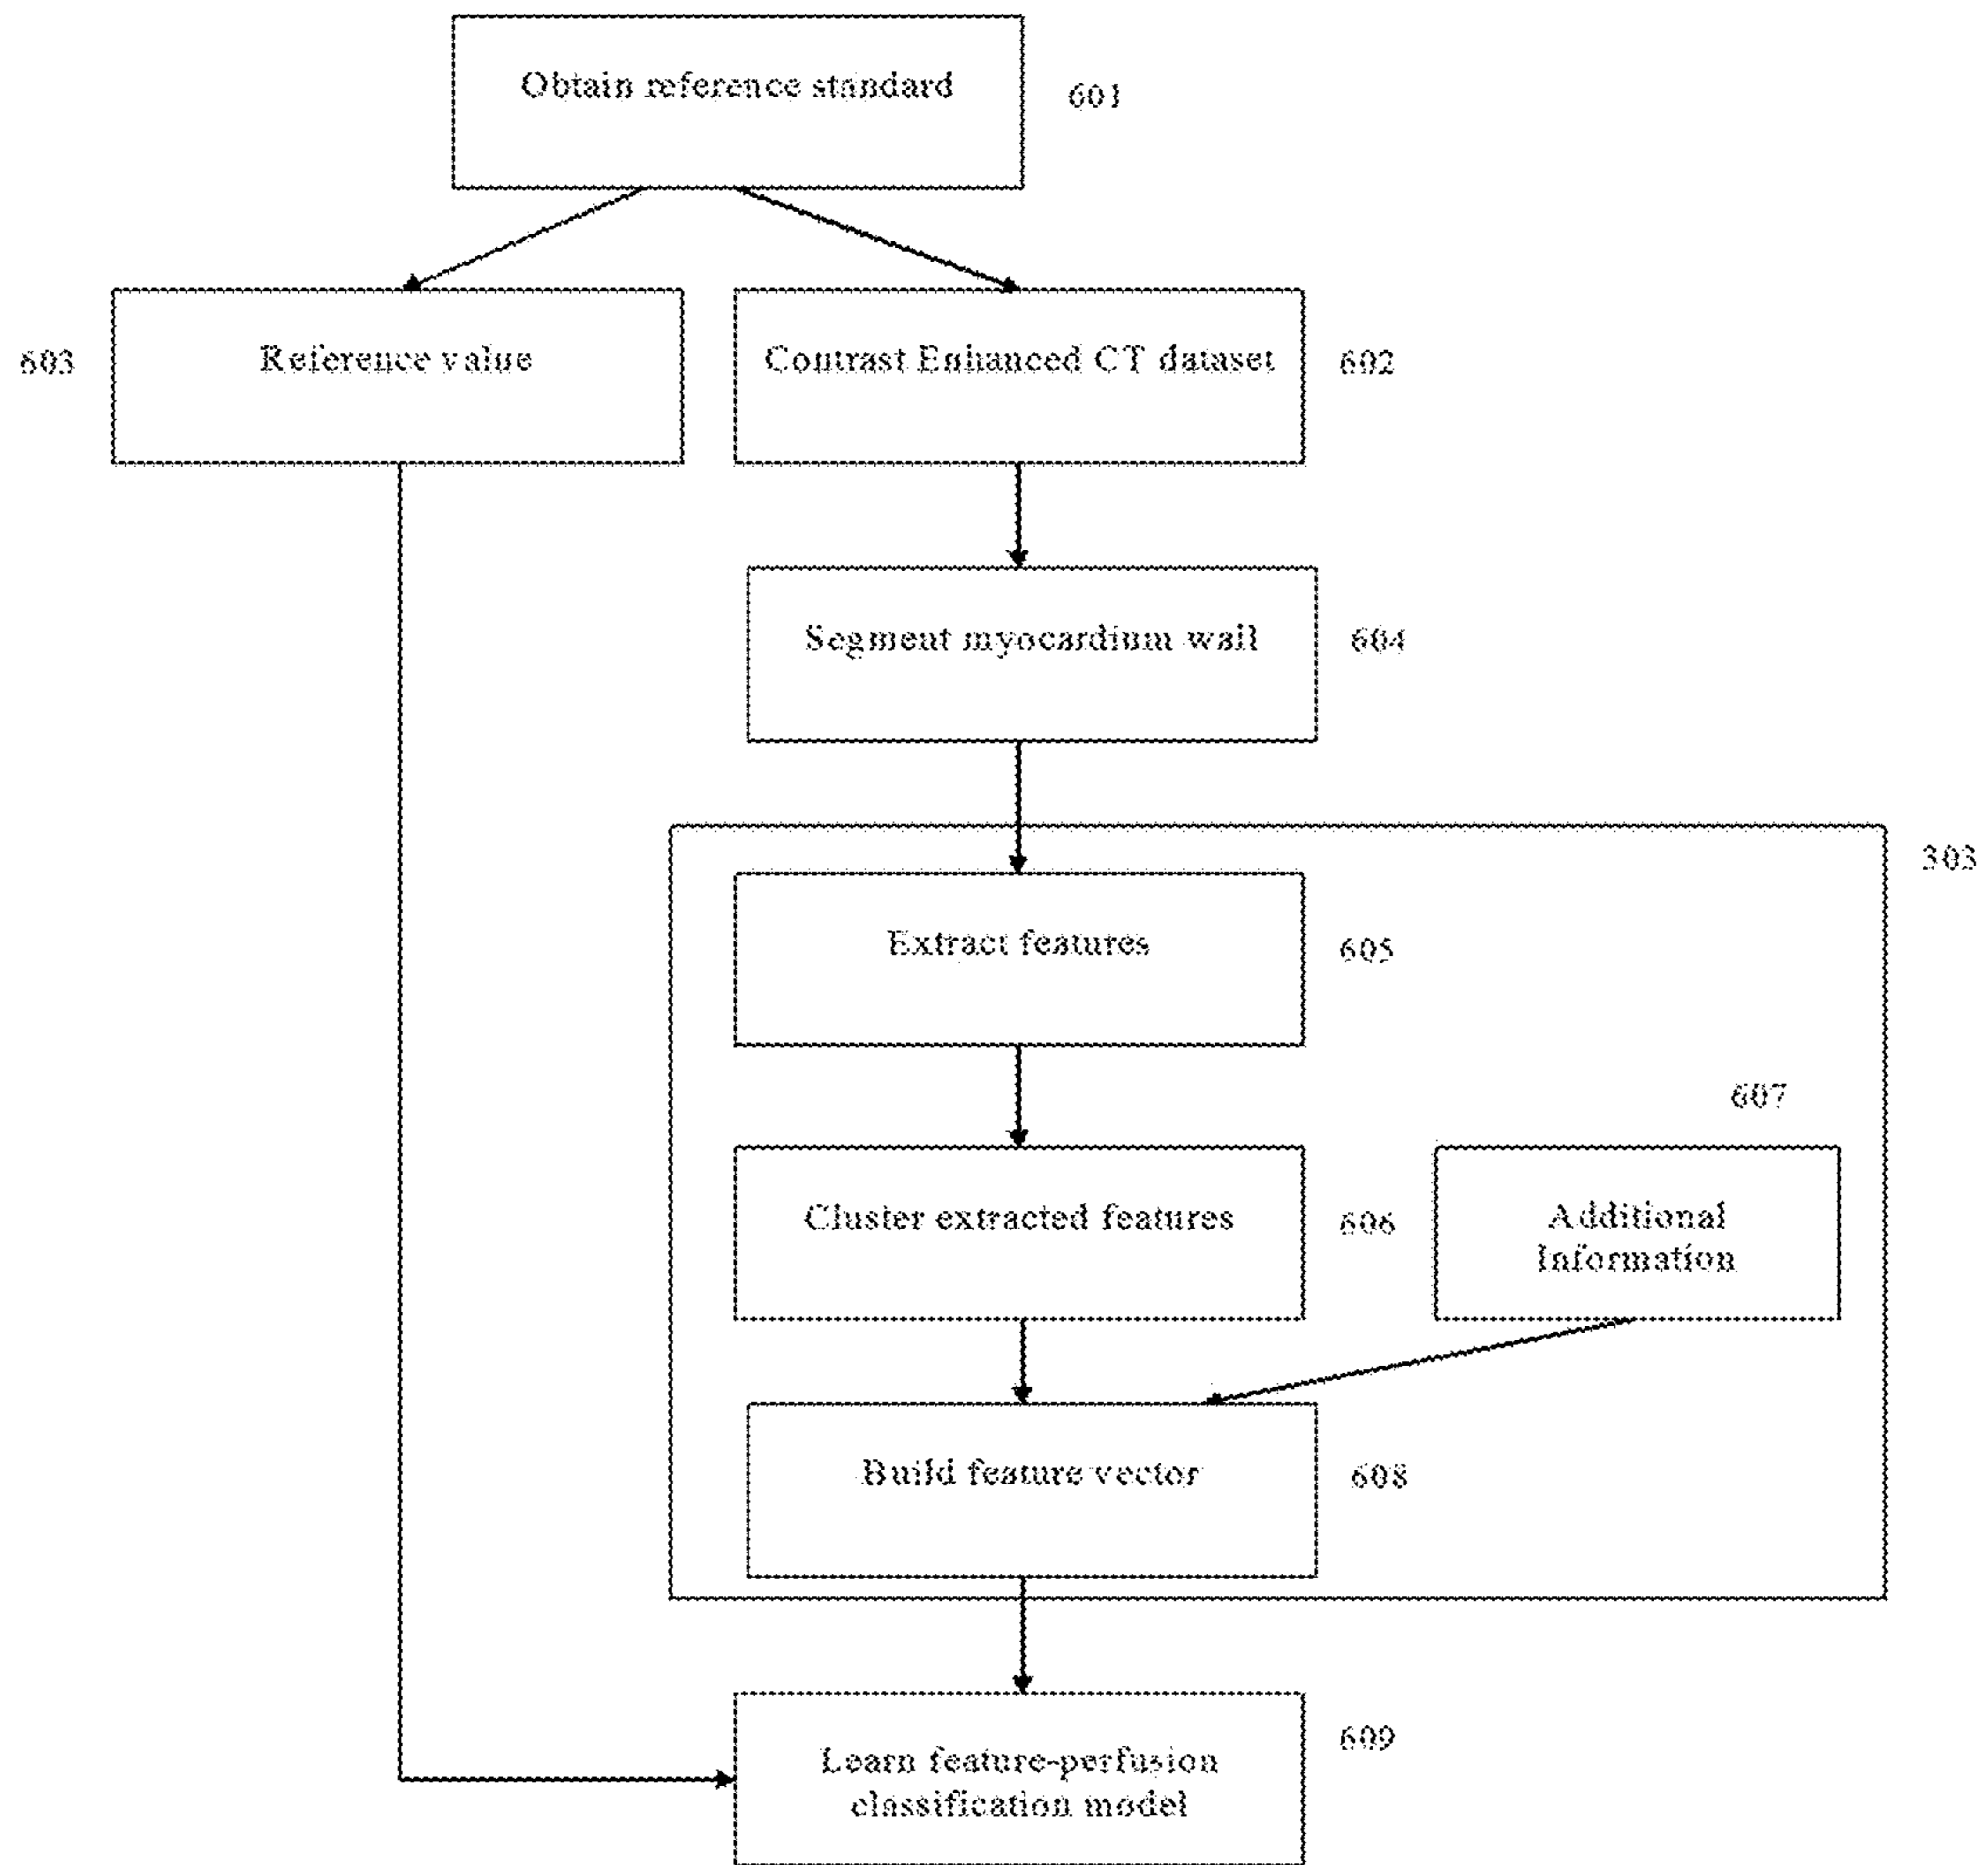 Obtain reference standard
601
603
Reference value
Contrast Enhanced CT dataset
602
Segment myocardium wall
604
303
Extract features
605
607
Cluster extracted features
606
Additional
Information
Build feature vector
608
609
Learn feature-perfusion
classification model